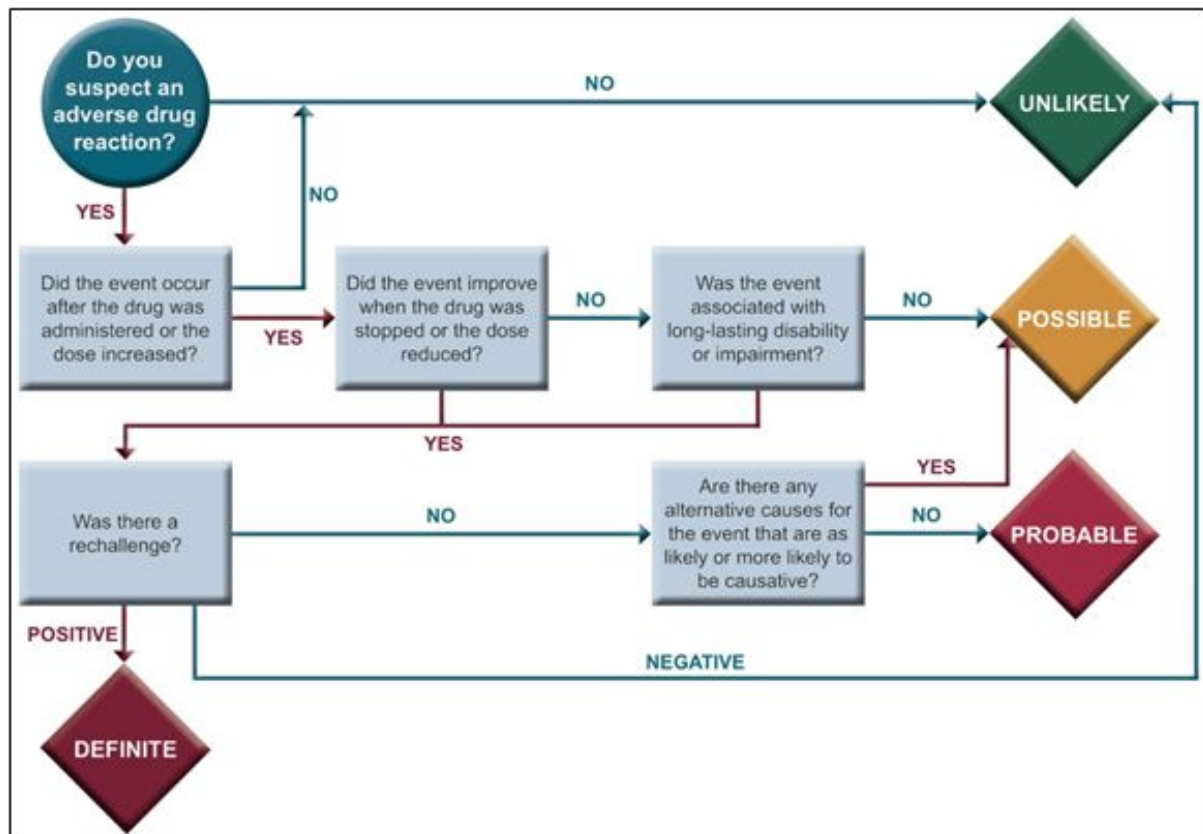 Do you
suspect an
adverse drug
reaction?
NO
UNLIKELY
YES
NO
Did the event occur
after the drug was
administered or the
dose increased?
YES
Did the event improve
when the drug was
stopped or the dose
reduced?
NO
Was the event
associated with
long-lasting disability
or impairment?
NO
POSSIBLE
YES
Was there a
rechallenge?
NO
Are there any
alternative causes for
the event that are as
likely or more likely to
be causative?
YES
NO
PROBABLE
POSITIVE
NEGATIVE
DEFINITE